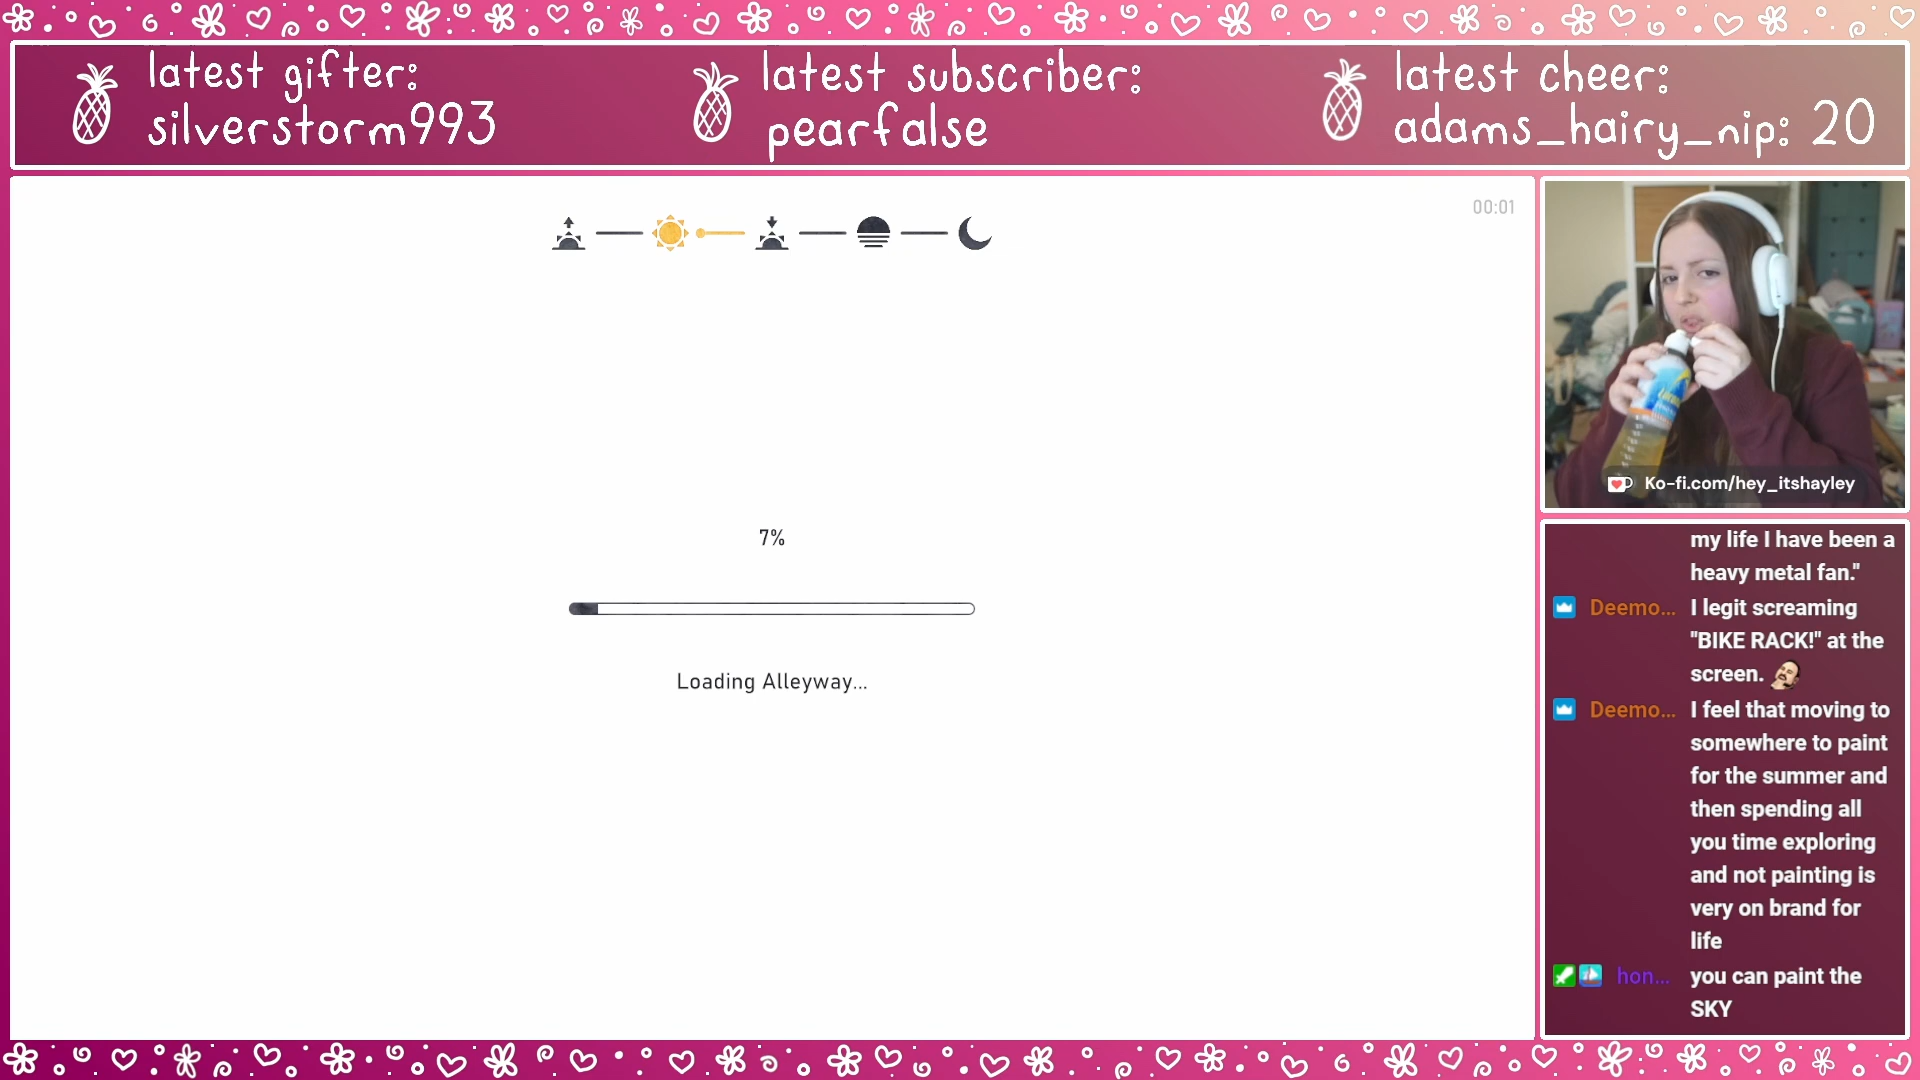 latest gifter:
silverstorm993
latest subscriber:
pearfalse
latest cheer:
adams_hairy_nip: 20
00:01
7%
Loading Alleyway...
Ko-fi.com/hey_itshayley
my life I have been a
heavy metal fan."
Deemo... I legit screaming
"BIKE RACK!" at the
screen.
Deemo... I feel that moving to
somewhere to paint
for the summer and
then spending all
you time exploring
and not painting is
very on brand for
life
hon... you can paint the
SKY